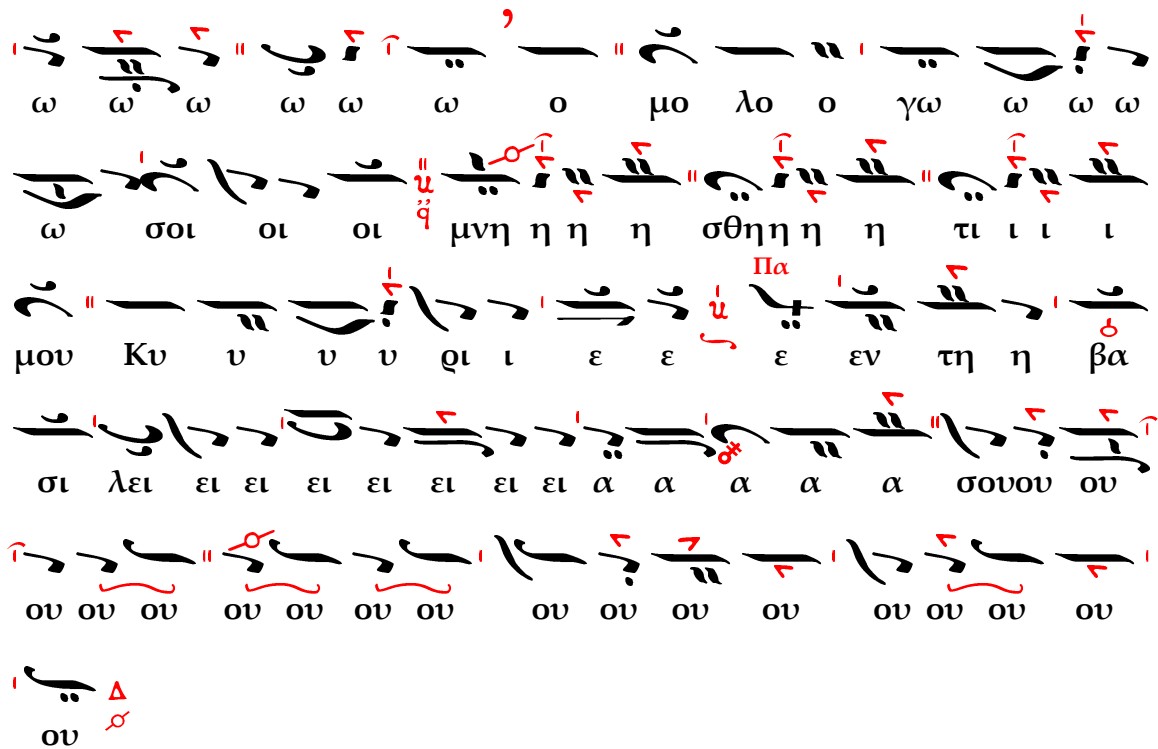 ω ω ω ω ω ω ο μο λο ο γω ω ω ω
ω σοι οι οι μνη η η η σθη η η η τι ι ι ι
Πα
μου Κυ υ υ υ ρι ι ε ε ε εν τη η βα
σι λει ει ει ει ει ει ει ει α α α α α σουου ου
ου ου ου ου ου ου ου ου ου ου ου ου ου ου ου
ου Δ